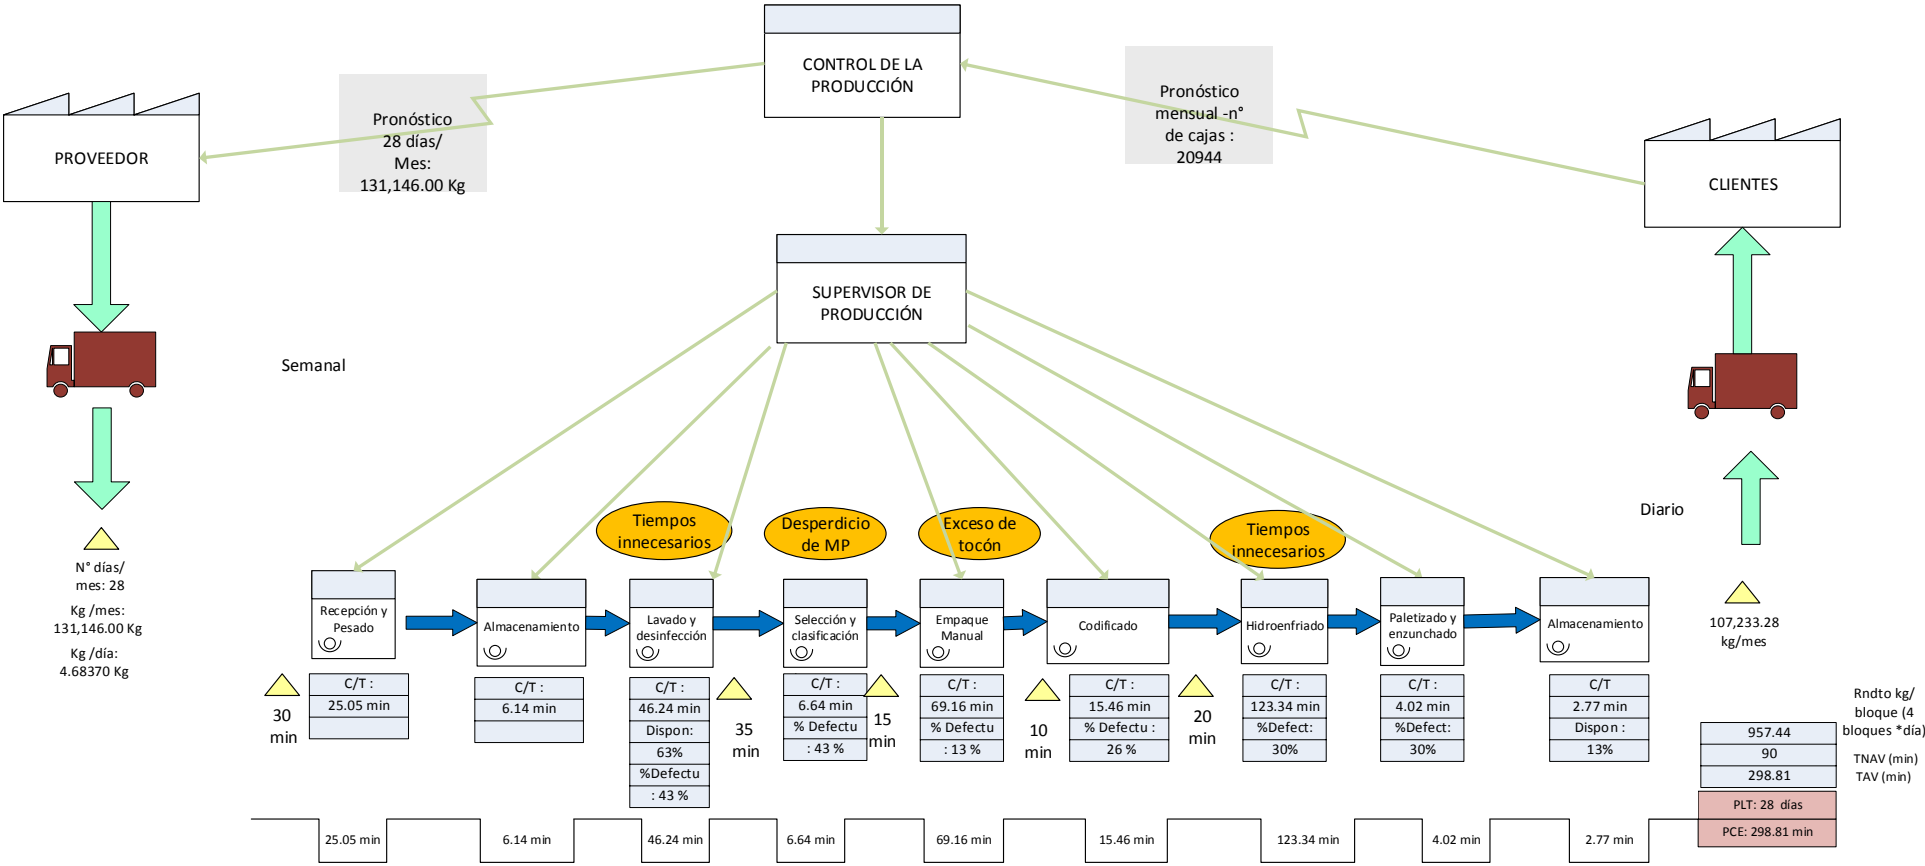 CONTROL DE LA
PRODUCCIÓN
Pronóstico
28 días/
Mes:
131,146.00 Kg
Pronóstico
mensual -n°
de cajas :
20944
PROVEEDOR
CLIENTES
SUPERVISOR DE
PRODUCCIÓN
Semanal
Diario
Tiempos
innecesarios
Desperdicio
de MP
Exceso de
tocón
Tiempos
innecesarios
N° días/
mes: 28
Kg /mes:
131,146.00 Kg
Kg /día:
4.68370 Kg
Recepción y
Pesado
Almacenamiento
Lavado y
desinfección
Selección y
clasificación
Empaque
Manual
Codificado
Hidroenfriado
Paletizado y
enzunchado
Almacenamiento
107,233.28
kg/mes
30
min
C/T :
25.05 min
C/T :
6.14 min
C/T :
46.24 min
Dispon:
63%
%Defectu
: 43 %
35
min
C/T :
6.64 min
% Defectu
: 43 %
15
min
C/T :
69.16 min
% Defectu
: 13 %
10
min
C/T :
15.46 min
% Defectu :
26 %
20
min
C/T :
123.34 min
%Defect:
30%
C/T :
4.02 min
%Defect:
30%
C/T
2.77 min
Dispon :
13%
Rndto kg/
bloque (4
bloques *día)
957.44
90
TNAV (min)
298.81
TAV (min)
PLT: 28 días
PCE: 298.81 min
25.05 min
6.14 min
46.24 min
6.64 min
69.16 min
15.46 min
123.34 min
4.02 min
2.77 min